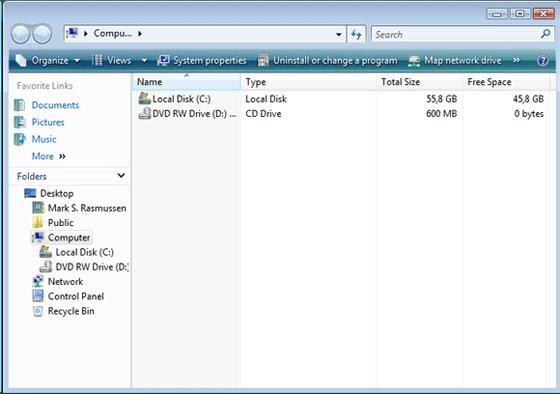 Compu...
Search
Organize Views System properties Uninstall or change a program Map network drive »
Favorite Links
Documents
Pictures
Music
More »
Folders
Desktop
Mark S. Rasmussen
Public
Computer
Local Disk (C:)
DVD RW Drive (D:)
Network
Control Panel
Recycle Bin
Name Type Total Size Free Space
Local Disk (C:) Local Disk 55,8 GB 45,8 GB
DVD RW Drive (D:) ... CD Drive 600 MB 0 bytes